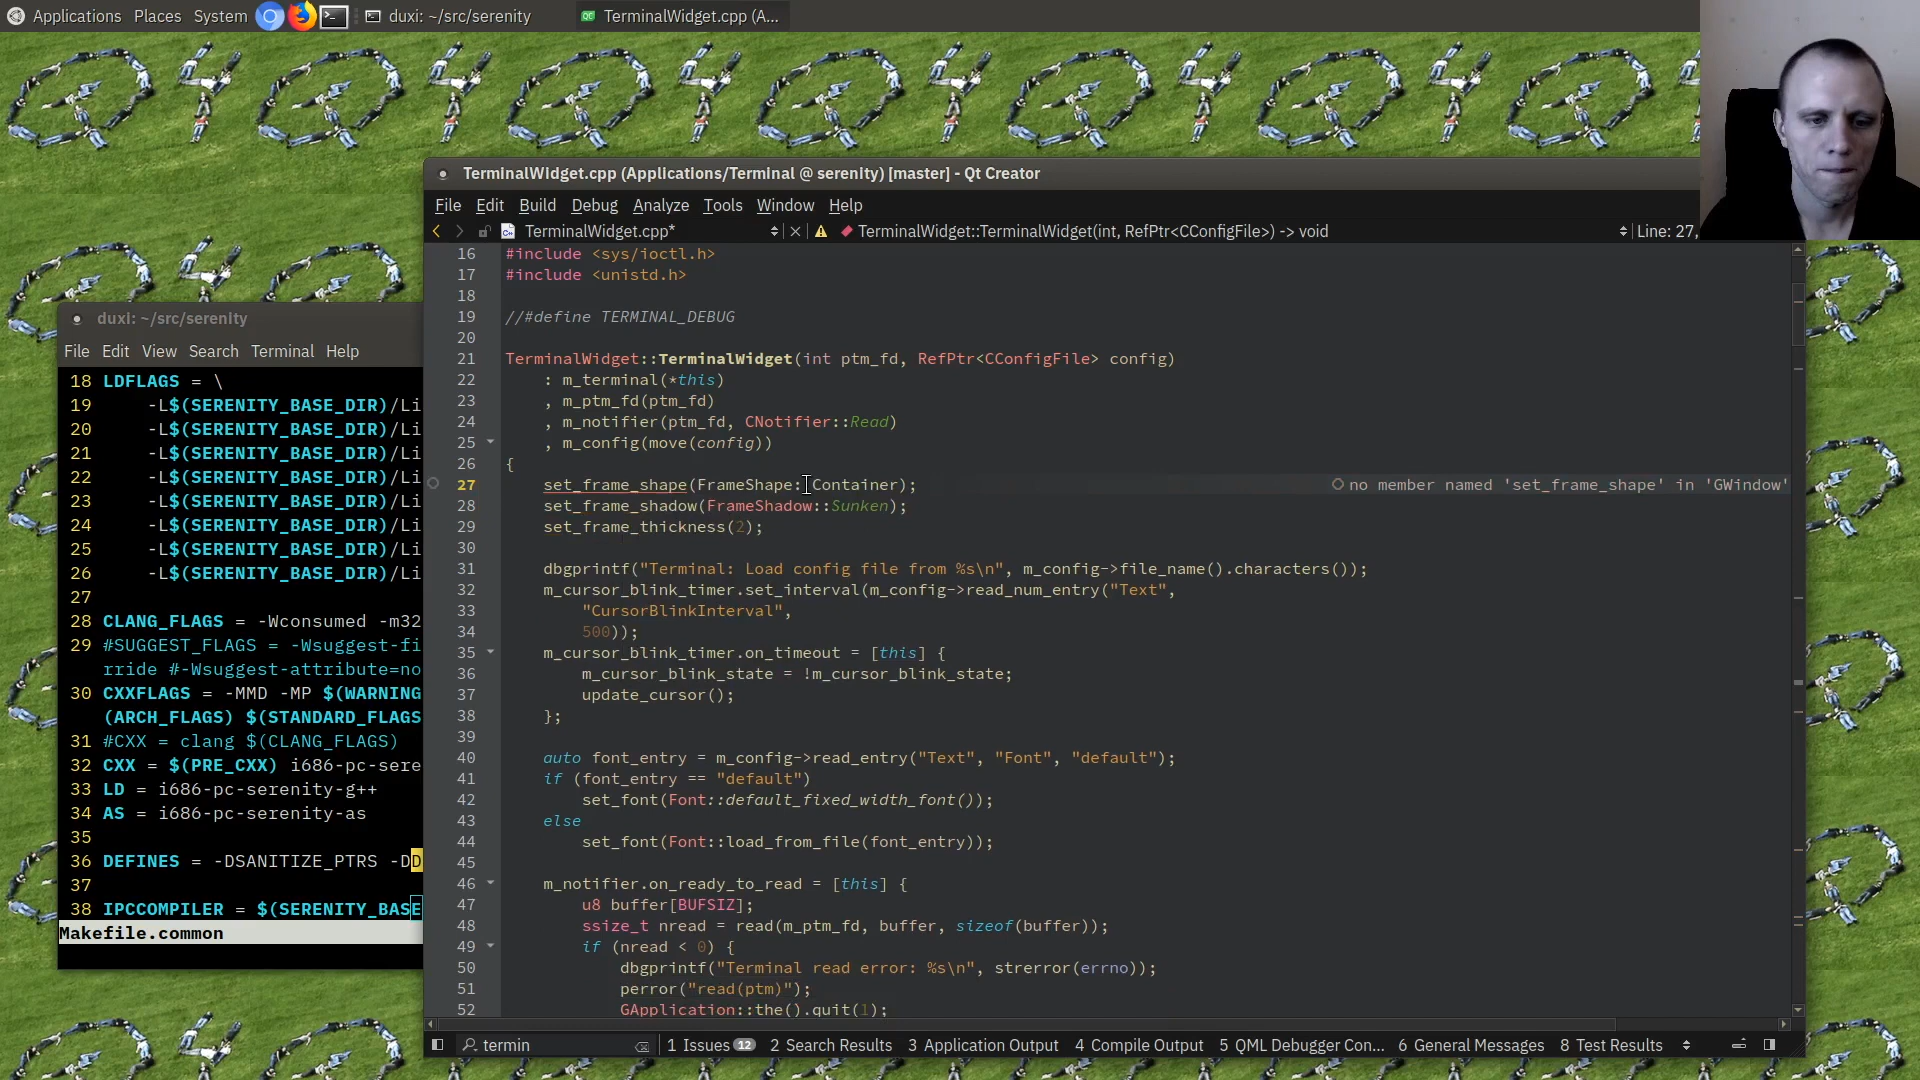 Applications Places System duxi: ~/src/serenity TerminalWidget.cpp (A...
TerminalWidget.cpp (Applications/Terminal @ serenity) [master] - Qt Creator
File Edit Build Debug Analyze Tools Window Help
TerminalWidget.cpp* TerminalWidget::TerminalWidget(int, RefPtr<CConfigFile>) -> void Line: 27,
16 #include <sys/ioctl.h>
17 #include <unistd.h>
18
19 //#define TERMINAL_DEBUG
20
21 TerminalWidget::TerminalWidget(int ptm_fd, RefPtr<CConfigFile> config)
22 : m_terminal(*this)
23 , m_ptm_fd(ptm_fd)
24 , m_notifier(ptm_fd, CNotifier::Read)
25 , m_config(move(config))
26 {
27 set_frame_shape(FrameShape::Container); no member named 'set_frame_shape' in 'GWindow'
28 set_frame_shadow(FrameShadow::Sunken);
29 set_frame_thickness(2);
30
31 dbgprintf("Terminal: Load config file from %s\n", m_config->file_name().characters());
32 m_cursor_blink_timer.set_interval(m_config->read_num_entry("Text",
33 "CursorBlinkInterval",
34 500));
35 m_cursor_blink_timer.on_timeout = [this] {
36 m_cursor_blink_state = !m_cursor_blink_state;
37 update_cursor();
38 };
39
40 auto font_entry = m_config->read_entry("Text", "Font", "default");
41 if (font_entry == "default")
42 set_font(Font::default_fixed_width_font());
43 else
44 set_font(Font::load_from_file(font_entry));
45
46 m_notifier.on_ready_to_read = [this] {
47 u8 buffer[BUFSIZ];
48 ssize_t nread = read(m_ptm_fd, buffer, sizeof(buffer));
49 if (nread < 0) {
50 dbgprintf("Terminal read error: %s\n", strerror(errno));
51 perror("read(ptm)");
52 GApplication::the().quit(1);
termin 1 Issues 12 2 Search Results 3 Application Output 4 Compile Output 5 QML Debugger Con... 6 General Messages 8 Test Results
duxi: ~/src/serenity
File Edit View Search Terminal Help
18 LDFLAGS = \
19 -L$(SERENITY_BASE_DIR)/Li
20 -L$(SERENITY_BASE_DIR)/Li
21 -L$(SERENITY_BASE_DIR)/Li
22 -L$(SERENITY_BASE_DIR)/Li
23 -L$(SERENITY_BASE_DIR)/Li
24 -L$(SERENITY_BASE_DIR)/Li
25 -L$(SERENITY_BASE_DIR)/Li
26 -L$(SERENITY_BASE_DIR)/Li
27
28 CLANG_FLAGS = -Wconsumed -m32
29 #SUGGEST_FLAGS = -Wsuggest-fi
rride #-Wsuggest-attribute=no
30 CXXFLAGS = -MMD -MP $(WARNING
(ARCH_FLAGS) $(STANDARD_FLAGS
31 #CXX = clang $(CLANG_FLAGS)
32 CXX = $(PRE_CXX) i686-pc-sere
33 LD = i686-pc-serenity-g++
34 AS = i686-pc-serenity-as
35
36 DEFINES = -DSANITIZE_PTRS -DD
37
38 IPCCOMPILER = $(SERENITY_BASE
Makefile.common